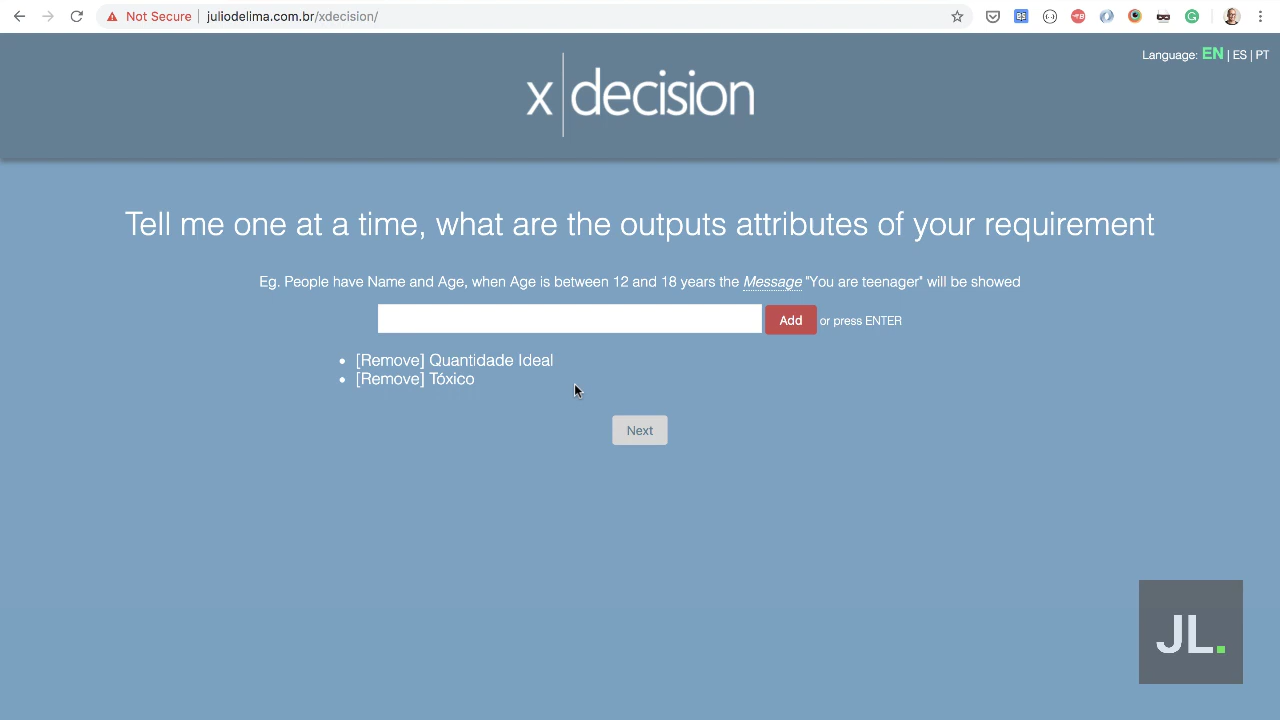 Not Secure | juliodelima.com.br/xdecision/
Language: EN | ES | PT
x decision
Tell me one at a time, what are the outputs attributes of your requirement
Eg. People have Name and Age, when Age is between 12 and 18 years the Message "You are teenager" will be showed
Add or press ENTER
[Remove] Quantidade Ideal
[Remove] Tóxico
Next
JL.